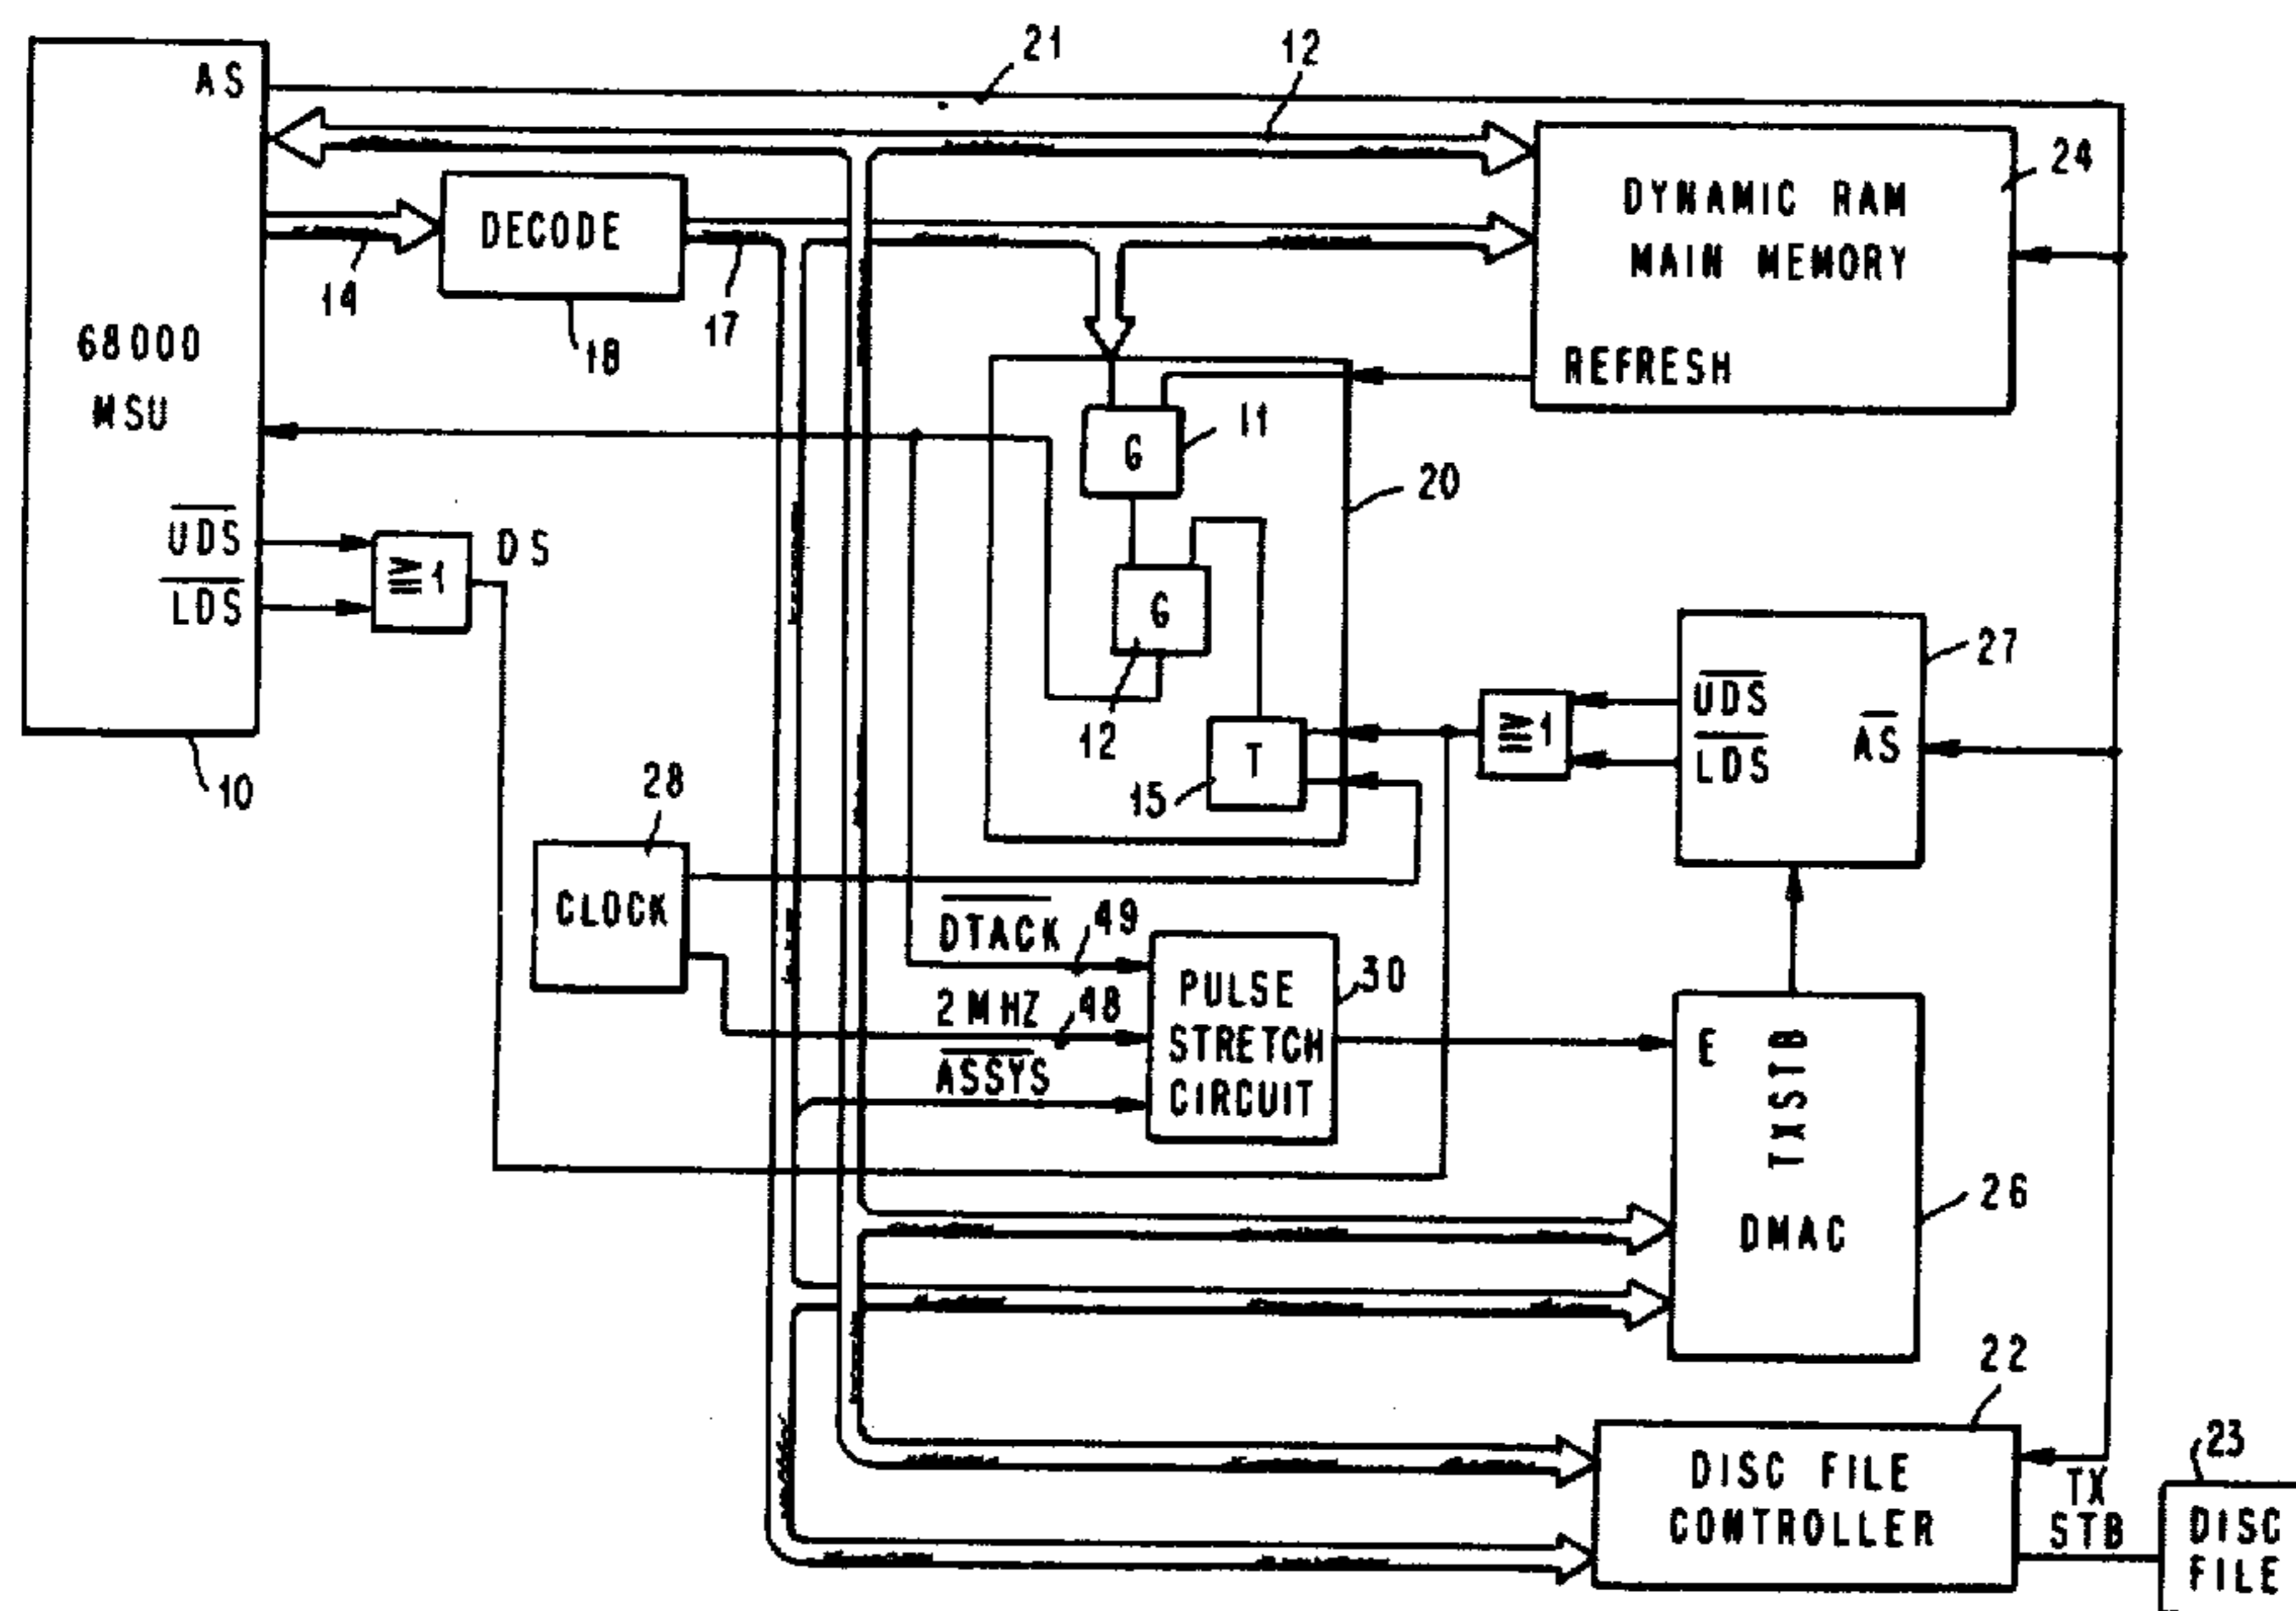 21
12
AS
24
DYNAMIC RAM
MAIN MEMORY
DECODE
14
17
18
68000
MSU
REFRESH
G
11
20
UDS
LDS
≧1
DS
G
12
27
UDS
LDS
AS
≧1
T
15
10
28
CLOCK
DTACK
49
2 MHZ
48
ASSYS
PULSE
STRETCH
CIRCUIT
30
E
TXSTB
DMAC
26
22
DISC FILE
CONTROLLER
TX
STB
23
DISC
FILE